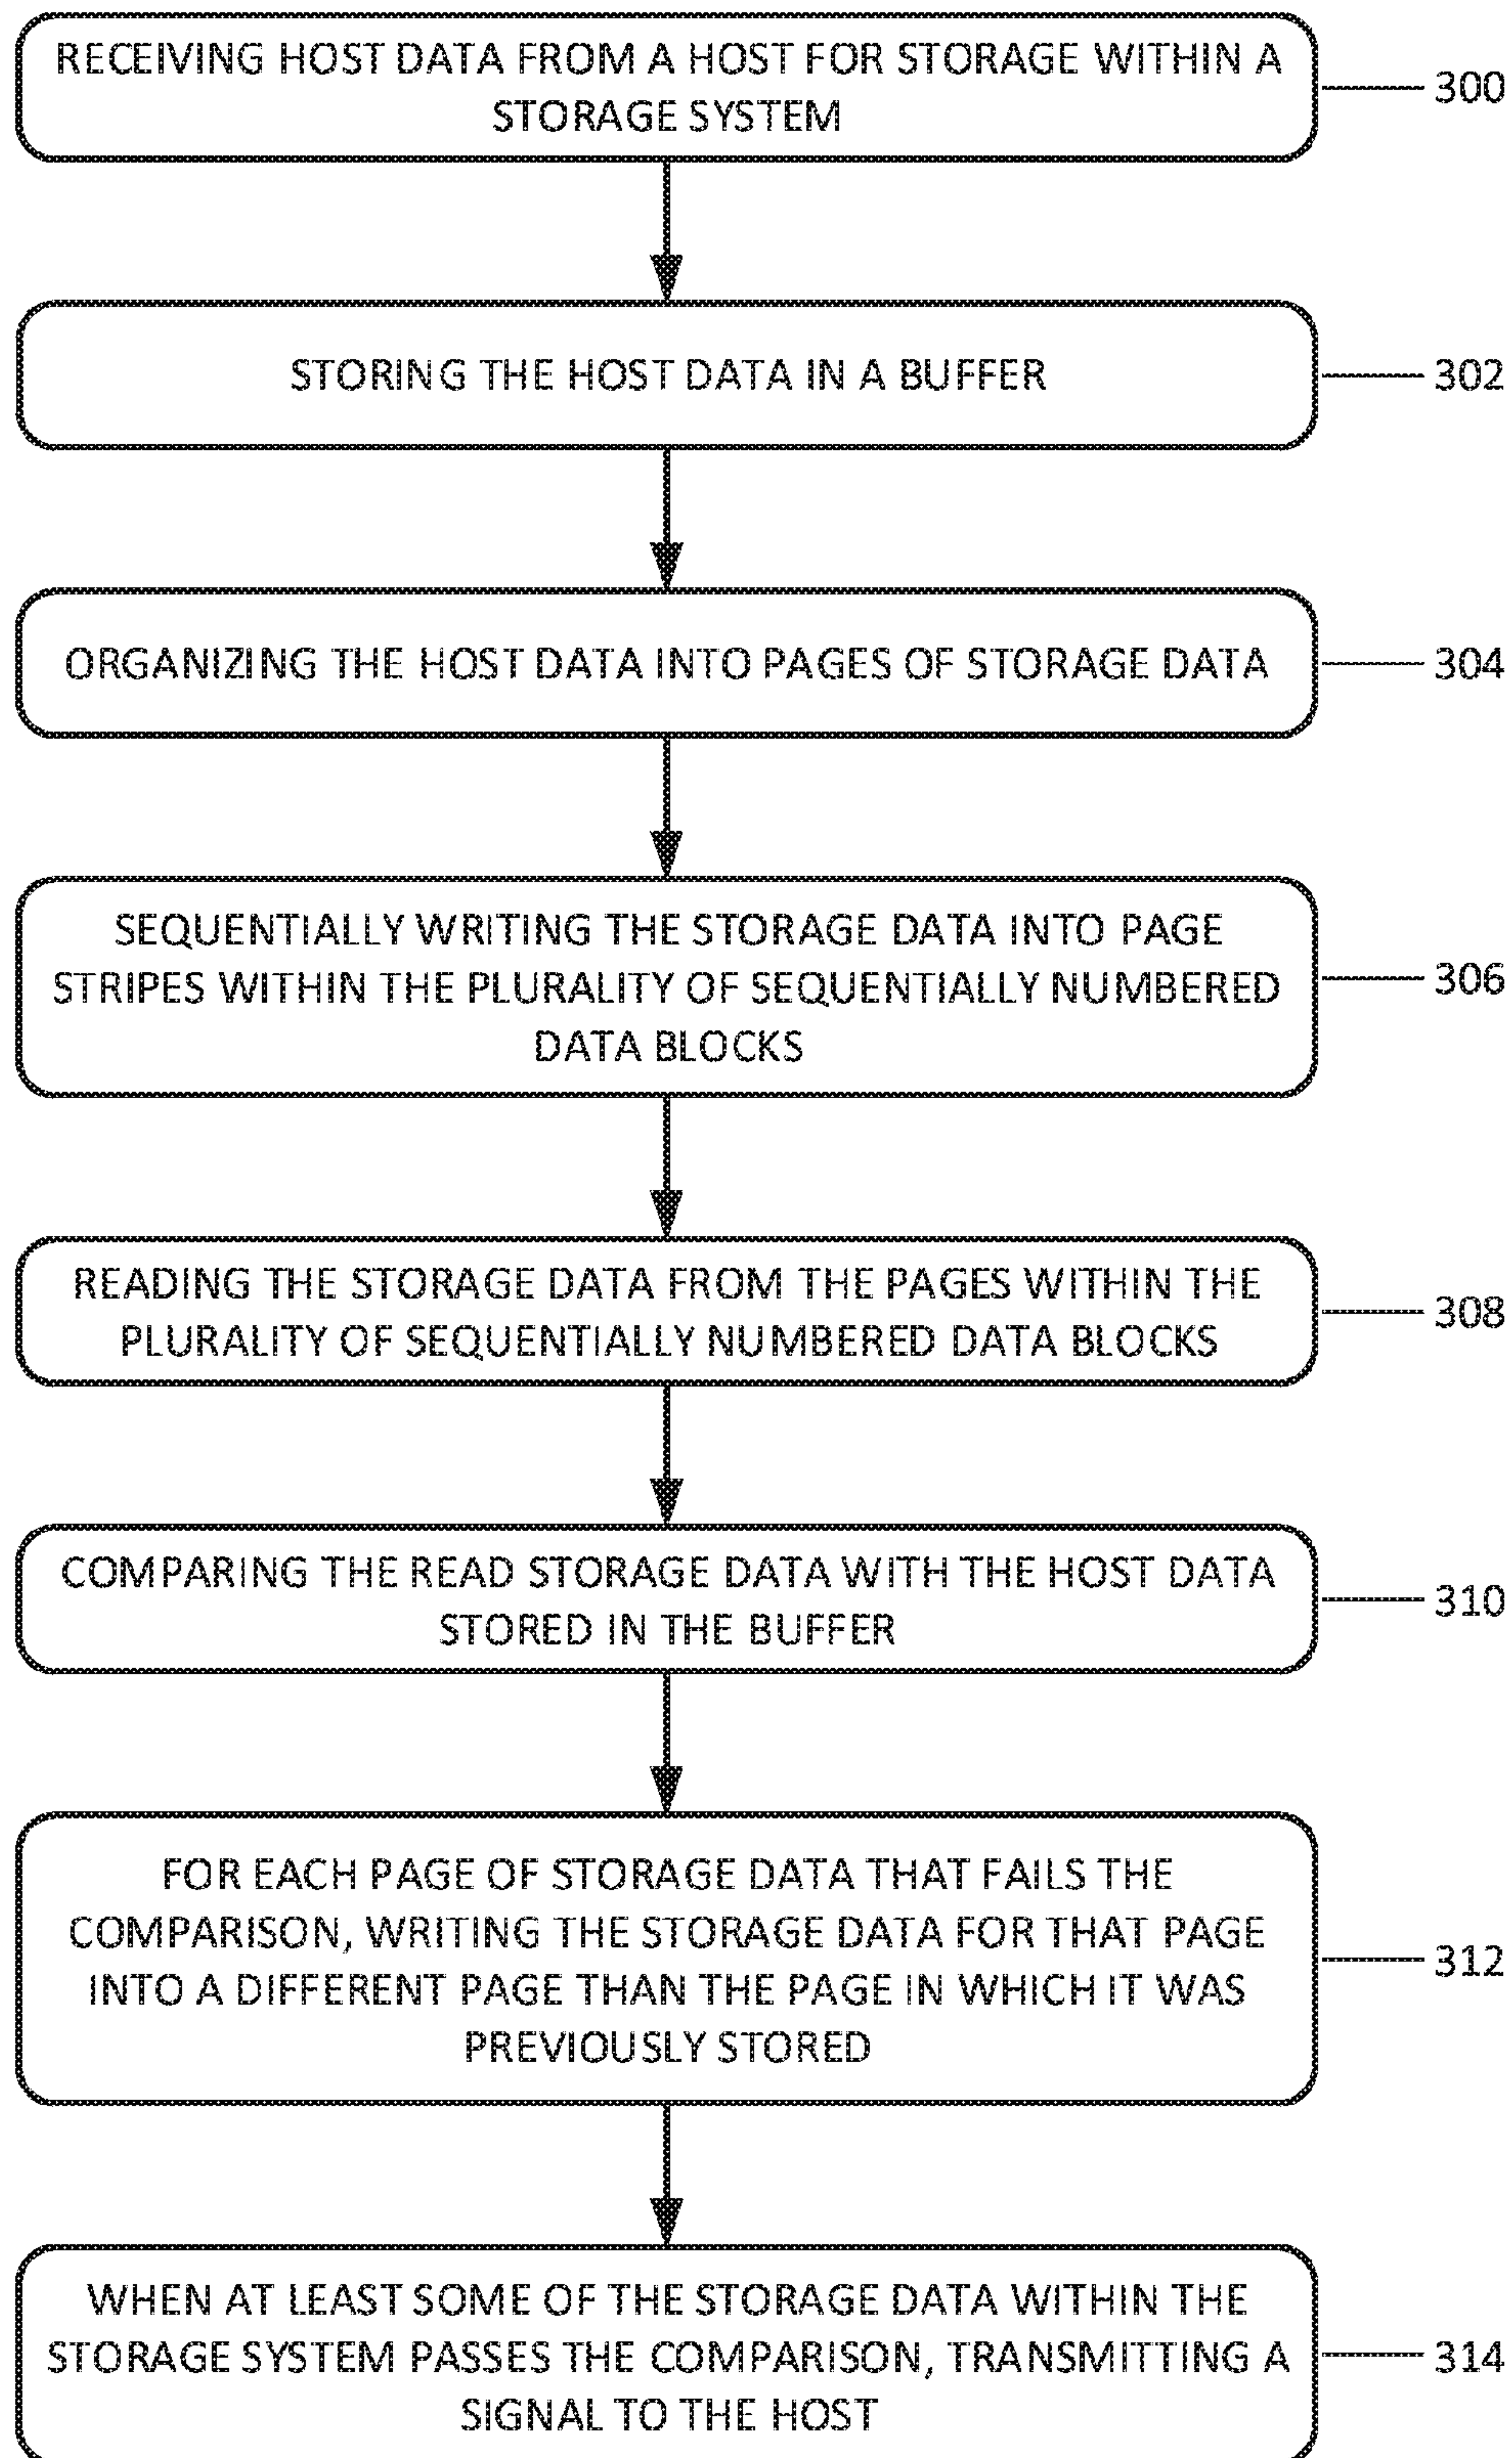 RECEIVING HOST DATA FROM A HOST FOR STORAGE WITHIN A
STORAGE SYSTEM
300
STORING THE HOST DATA IN A BUFFER
302
ORGANIZING THE HOST DATA INTO PAGES OF STORAGE DATA
304
SEQUENTIALLY WRITING THE STORAGE DATA INTO PAGE
STRIPES WITHIN THE PLURALITY OF SEQUENTIALLY NUMBERED
DATA BLOCKS
306
READING THE STORAGE DATA FROM THE PAGES WITHIN THE
PLURALITY OF SEQUENTIALLY NUMBERED DATA BLOCKS
308
COMPARING THE READ STORAGE DATA WITH THE HOST DATA
STORED IN THE BUFFER
310
FOR EACH PAGE OF STORAGE DATA THAT FAILS THE
COMPARISON, WRITING THE STORAGE DATA FOR THAT PAGE
INTO A DIFFERENT PAGE THAN THE PAGE IN WHICH IT WAS
PREVIOUSLY STORED
312
WHEN AT LEAST SOME OF THE STORAGE DATA WITHIN THE
STORAGE SYSTEM PASSES THE COMPARISON, TRANSMITTING A
SIGNAL TO THE HOST
314